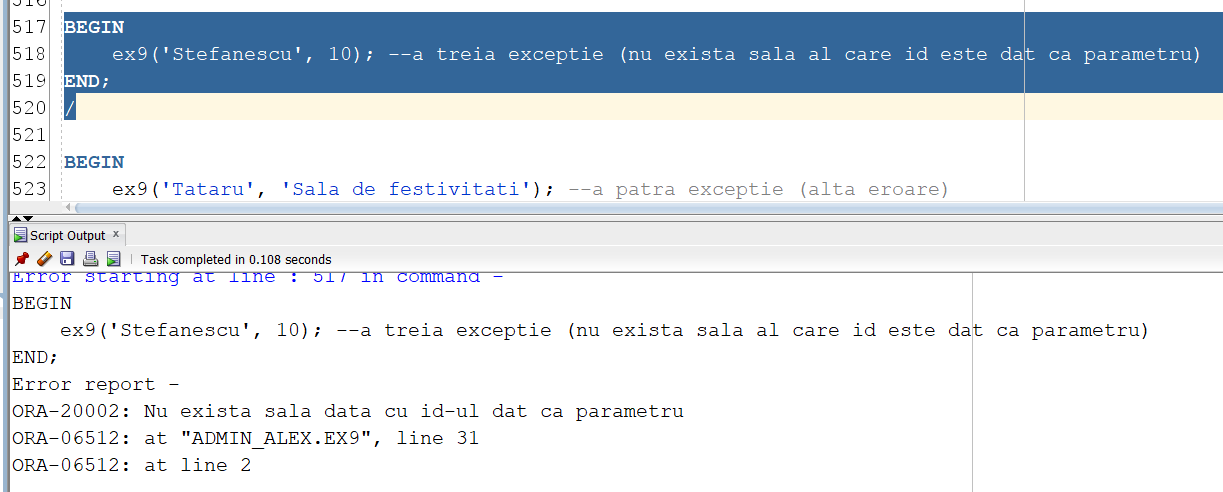 516
517 BEGIN
518 ex9('Stefanescu', 10); --a treia exceptie (nu exista sala al care id este dat ca parametru)
519 END;
520 /
521
522 BEGIN
523 ex9('Tataru', 'Sala de festivitati'); --a patra exceptie (alta eroare)
Script Output x
Task completed in 0.108 seconds
Error starting at line : 517 in command -
BEGIN
ex9('Stefanescu', 10); --a treia exceptie (nu exista sala al care id este dat ca parametru)
END;
Error report -
ORA-20002: Nu exista sala data cu id-ul dat ca parametru
ORA-06512: at "ADMIN_ALEX.EX9", line 31
ORA-06512: at line 2